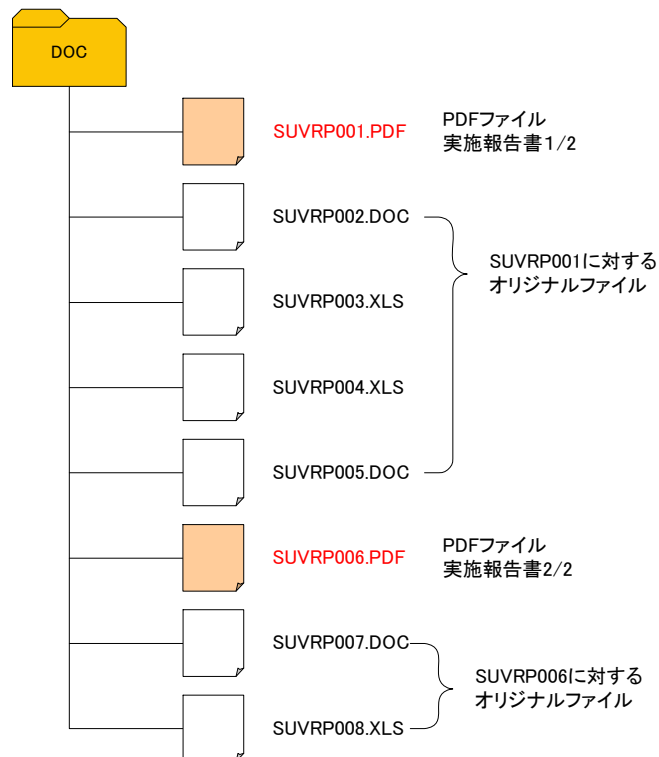 DOC
SUVRP001.PDF
PDFファイル
実施報告書1/2
SUVRP002.DOC
SUVRP001に対する
オリジナルファイル
SUVRP003.XLS
SUVRP004.XLS
SUVRP005.DOC
SUVRP006.PDF
PDFファイル
実施報告書2/2
SUVRP007.DOC
SUVRP006に対する
オリジナルファイル
SUVRP008.XLS